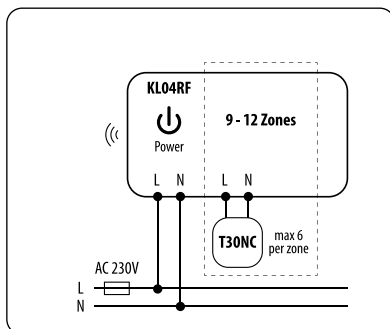 KL04RF
9 - 12 Zones
Power
L N L N
T30NC
max 6
per zone
AC 230V
L
N